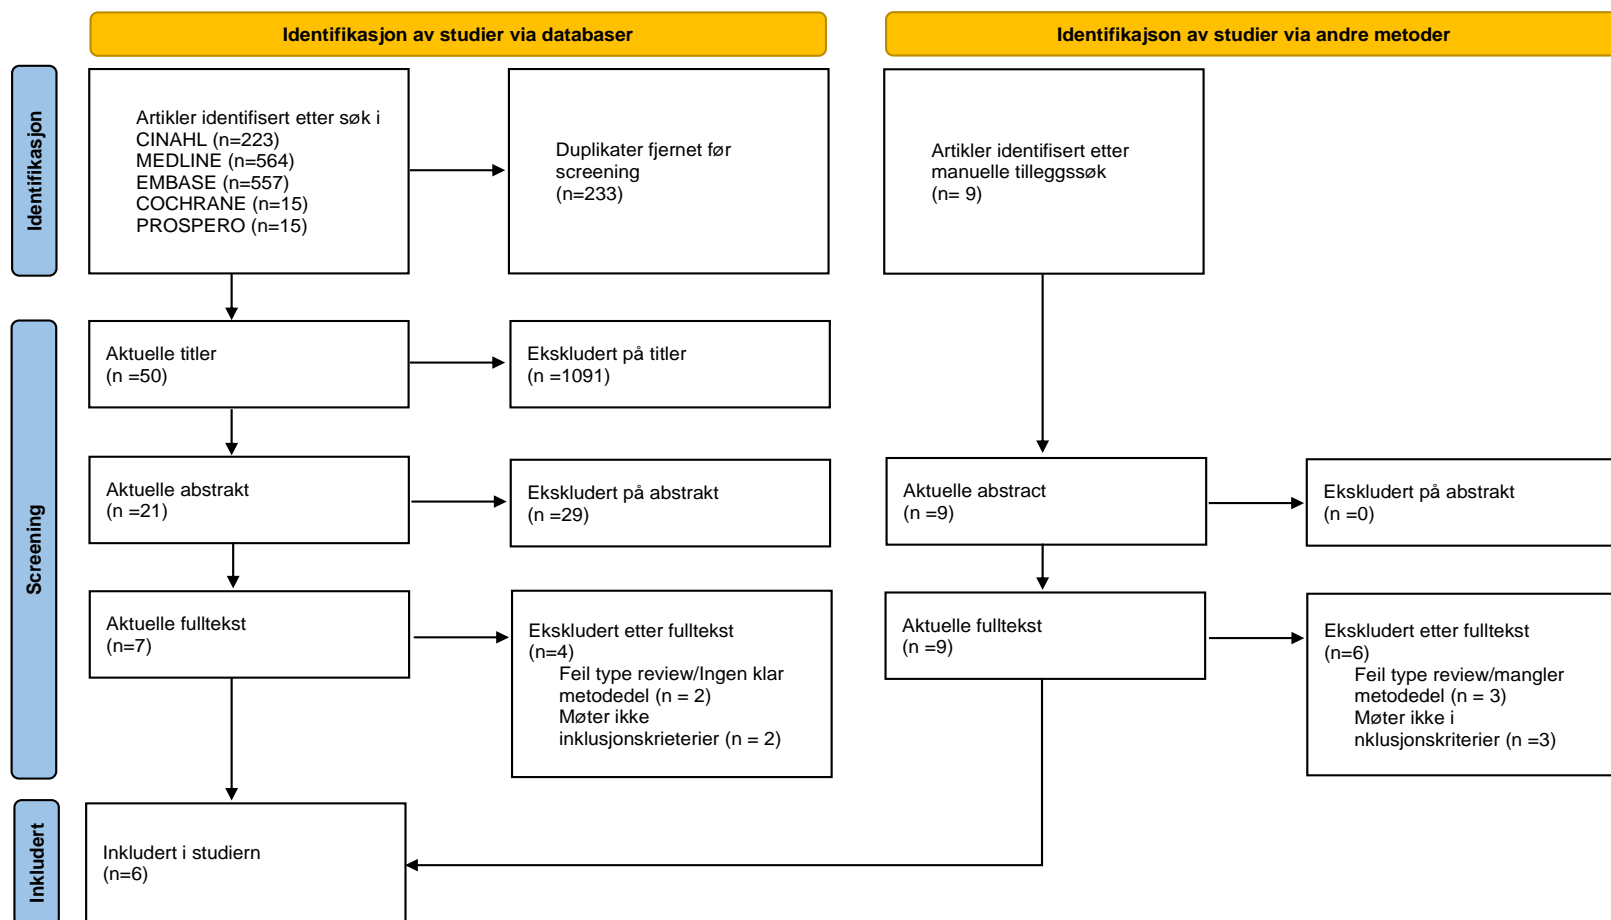 Identifikasjon av studier via databaser
Identifikajson av studier via andre metoder
Identifikasjon
Artikler identifisert etter søk i
CINAHL (n=223)
MEDLINE (n=564)
EMBASE (n=557)
COCHRANE (n=15)
PROSPERO (n=15)
Duplikater fjernet før
screening
(n=233)
Artikler identifisert etter
manuelle tilleggssøk
(n= 9)
Screening
Aktuelle titler
(n =50)
Ekskludert på titler
(n =1091)
Aktuelle abstrakt
(n =21)
Ekskludert på abstrakt
(n =29)
Aktuelle abstract
(n =9)
Ekskludert på abstrakt
(n =0)
Aktuelle fulltekst
(n=7)
Ekskludert etter fulltekst
(n=4)
Feil type review/Ingen klar
metodedel (n = 2)
Møter ikke
inklusjonskrieterier (n = 2)
Aktuelle fulltekst
(n =9)
Ekskludert etter fulltekst
(n=6)
Feil type review/mangler
metodedel (n = 3)
Møter ikke i
nklusjonskriterier (n =3)
Inkludert
Inkludert i studiern
(n=6)